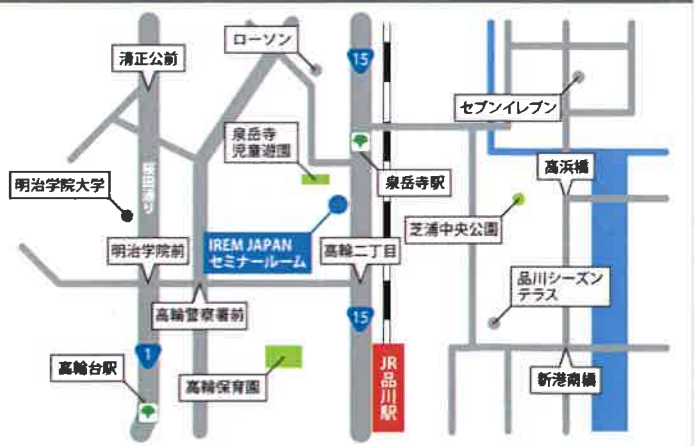 ローソン
清正公前
15
セブンイレブン
泉岳寺
児童遊園
桜田通り
泉岳寺駅
高浜橋
明治学院大学
芝浦中央公園
明治学院前
IREM JAPAN
セミナールーム
高輪二丁目
品川シーズン
テラス
高輪警察署前
15
1
高輪台駅
高輪保育園
JR品川駅
新港南橋